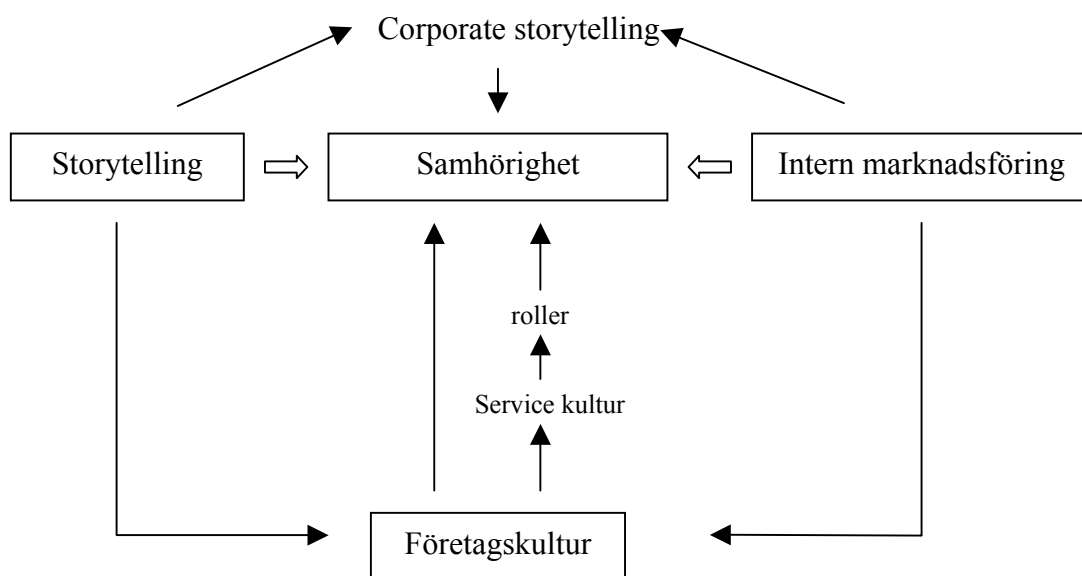 Corporate storytelling
Storytelling
Samhörighet
Intern marknadsföring
roller
Service kultur
Företagskultur